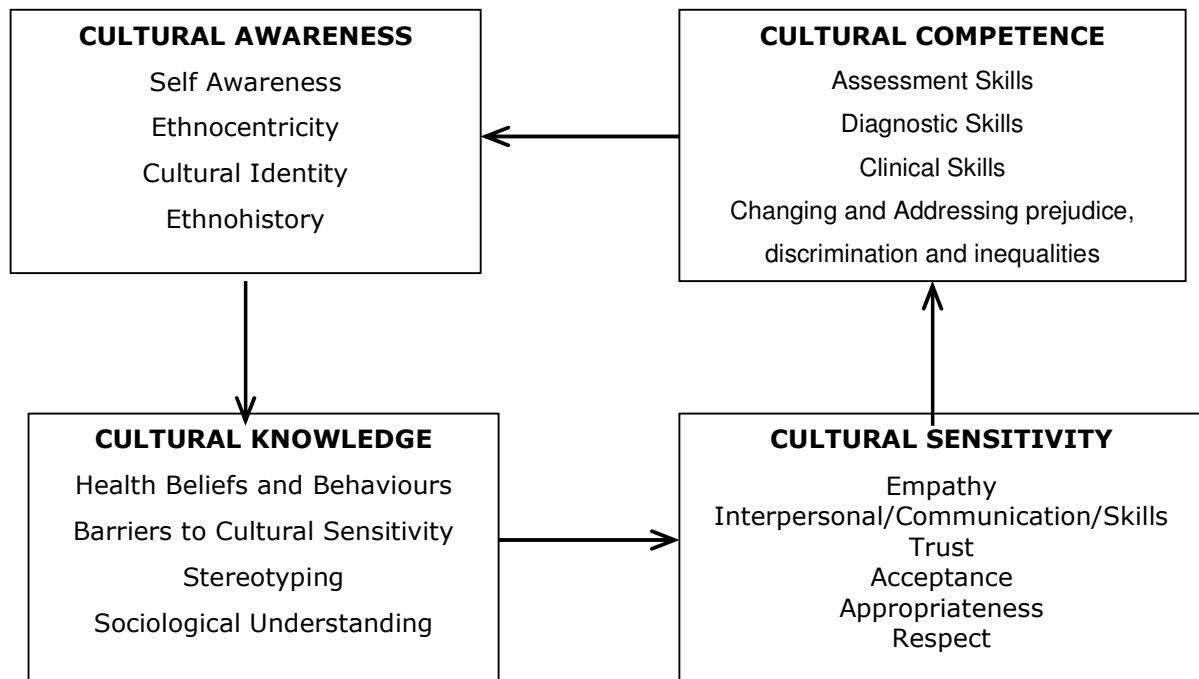 CULTURAL AWARENESS
Self Awareness
Ethnocentricity
Cultural Identity
Ethnohistory
CULTURAL COMPETENCE
Assessment Skills
Diagnostic Skills
Clinical Skills
Changing and Addressing prejudice,
discrimination and inequalities
CULTURAL KNOWLEDGE
Health Beliefs and Behaviours
Barriers to Cultural Sensitivity
Stereotyping
Sociological Understanding
CULTURAL SENSITIVITY
Empathy
Interpersonal/Communication/Skills
Trust
Acceptance
Appropriateness
Respect